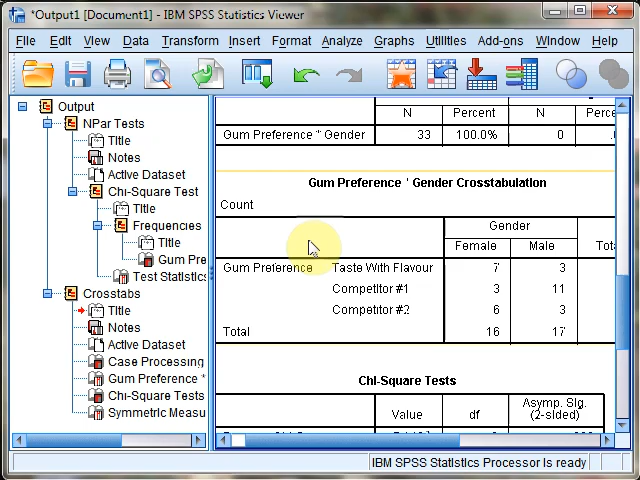 *Output1 [Document1] - IBM SPSS Statistics Viewer
File Edit View Data Transform Insert Format Analyze Graphs Utilities Add-ons Window Help
Output
NPar Tests
Title
Notes
Active Dataset
Chi-Square Test
Frequencies
Title
Gum Pre
Test Statistics
Crosstabs
Title
Notes
Active Dataset
Case Processing
Gum Preference *
Chi-Square Tests
Symmetric Measu
N Percent N Perce
Gum Preference * Gender 33 100.0% 0
Gum Preference * Gender Crosstabulation
Count
Gender
Female Male Tota
Gum Preference Taste With Flavour 7 3
Competitor #1 3 11
Competitor #2 6 3
Total 16 17
Chi-Square Tests
Value df Asymp. Sig. (2-sided)
IBM SPSS Statistics Processor is ready